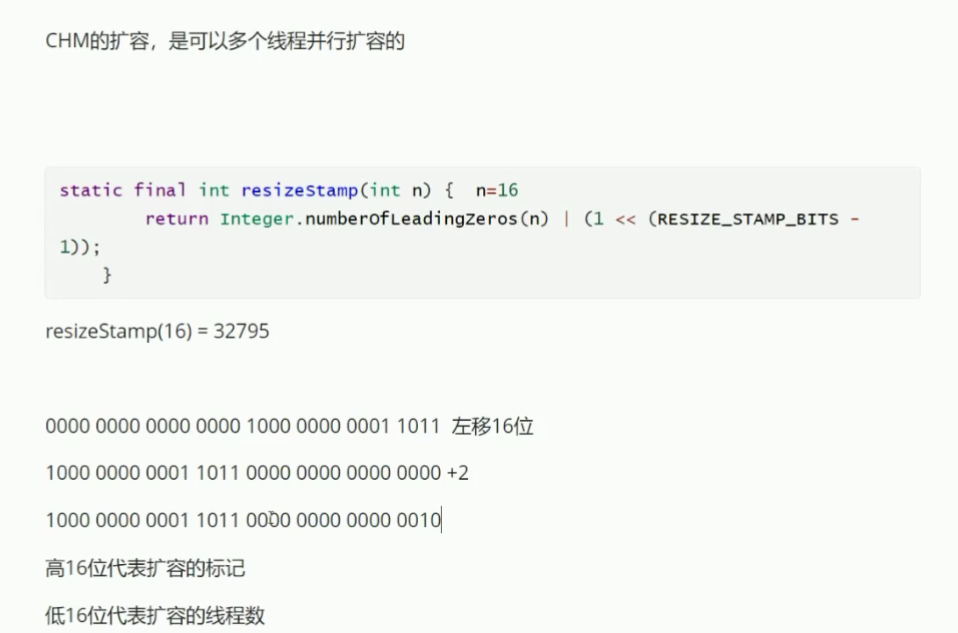 CHM的扩容，是可以多个线程并行扩容的
static final int resizeStamp(int n) {  n=16
return Integer.numberOfLeadingZeros(n) | (1 << (RESIZE_STAMP_BITS -
1));
}
resizeStamp(16) = 32795
0000 0000 0000 0000 1000 0000 0001 1011 左移16位
1000 0000 0001 1011 0000 0000 0000 0000 +2
1000 0000 0001 1011 0000 0000 0000 0010
高16位代表扩容的标记
低16位代表扩容的线程数